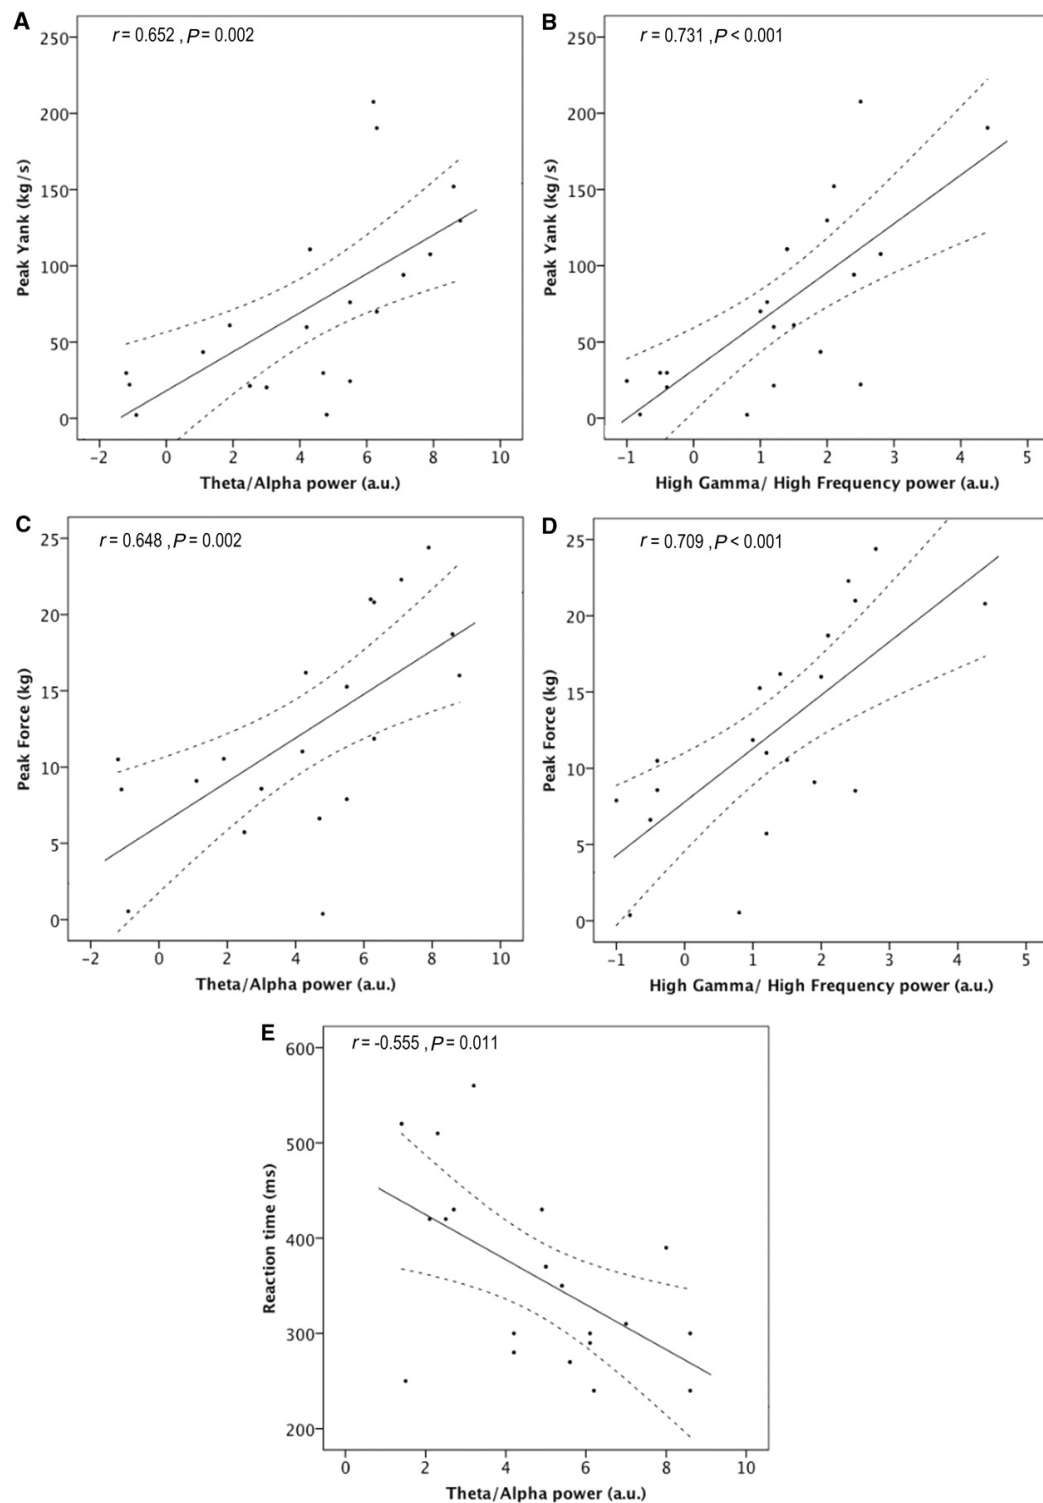 A
r = 0.652 , P = 0.002
250
200
150
100
50
0
Peak Yank (kg/s)
-2 0 2 4 6 8 10
Theta/Alpha power (a.u.)
B
r = 0.731 , P < 0.001
250
200
150
100
50
0
Peak Yank (kg/s)
-1 0 1 2 3 4 5
High Gamma/ High Frequency power (a.u.)
C
r = 0.648 , P = 0.002
25
20
15
10
5
0
Peak Force (kg)
-2 0 2 4 6 8 10
Theta/Alpha power (a.u.)
D
r = 0.709 , P < 0.001
25
20
15
10
5
0
Peak Force (kg)
-1 0 1 2 3 4 5
High Gamma/ High Frequency power (a.u.)
E
r = -0.555 , P = 0.011
600
500
400
300
200
Reaction time (ms)
0 2 4 6 8 10
Theta/Alpha power (a.u.)